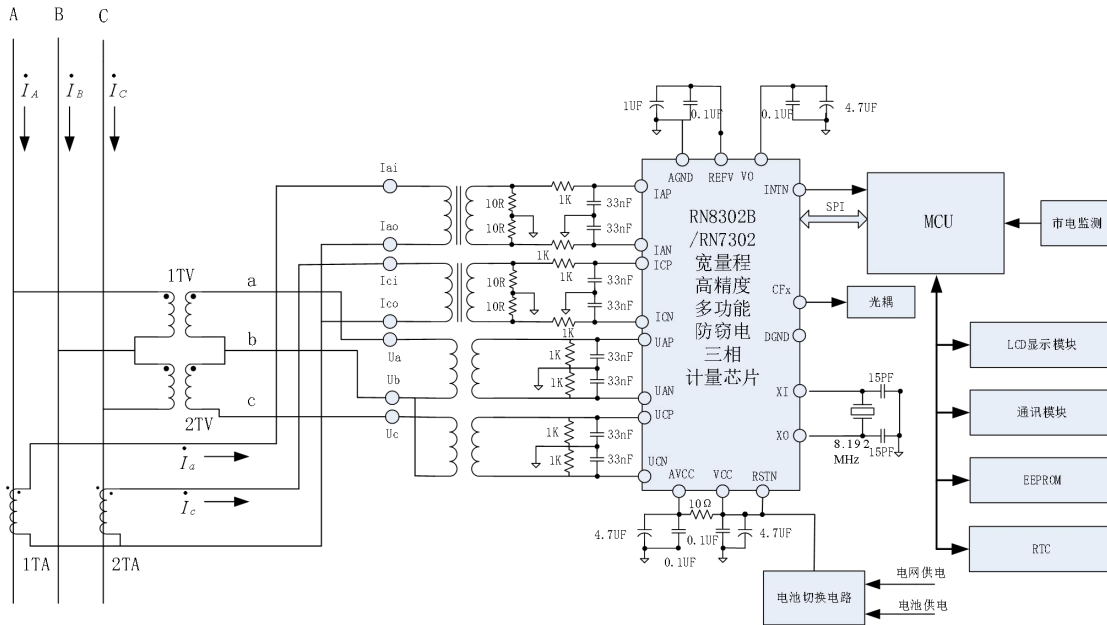 A
B
C
İA
İB
İC
1TV
a
b
c
2TV
İa
İc
1TA
2TA
Iai
Iao
Ici
Ico
Ua
Ub
Uc
10R
10R
1K
1K
33nF
33nF
10R
10R
1K
1K
33nF
33nF
1K
1K
33nF
33nF
1K
1K
33nF
33nF
1UF
0.1UF
0.1UF
4.7UF
AGND
REFV
VO
IAP
IAN
ICP
ICN
UAP
UAN
UCP
UCN
RN8302B
/RN7302
宽量程
高精度
多功能
防窃电
三相
计量芯片
INTN
CFx
DGND
XI
XO
AVCC
VCC
RSTN
SPI
MCU
市电监测
光耦
15PF
15PF
8.192
MHz
LCD显示模块
通讯模块
EEPROM
RTC
10Ω
4.7UF
0.1UF
0.1UF
4.7UF
电池切换电路
电网供电
电池供电